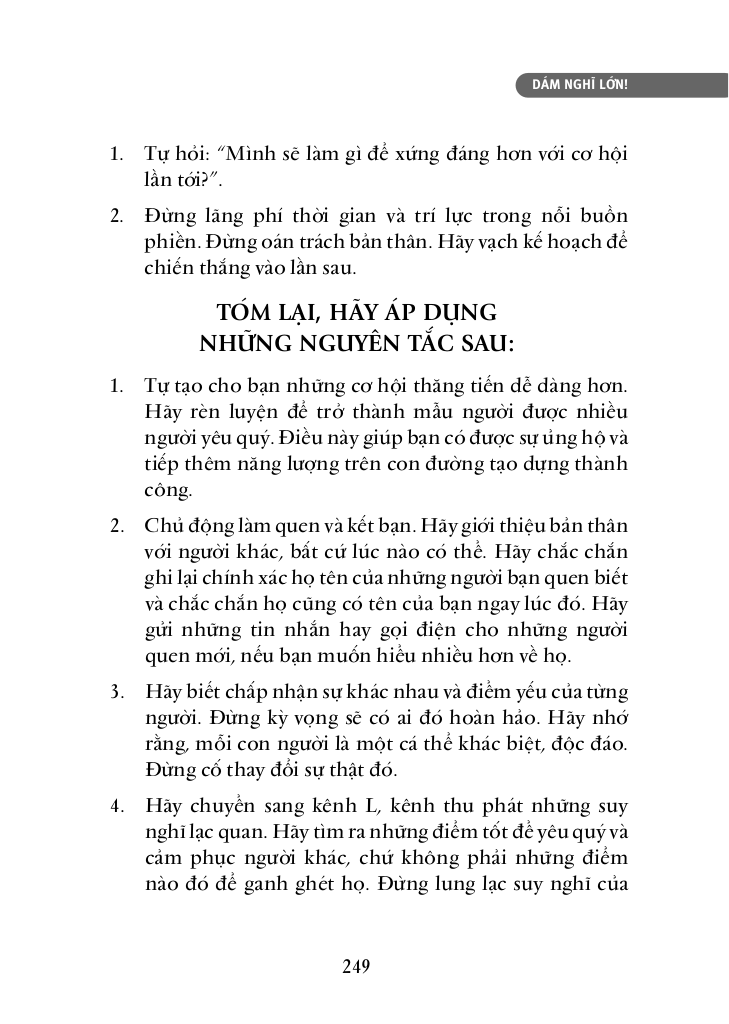 DÁM NGHĨ LỚN!
1. Tự hỏi: “Mình sẽ làm gì để xứng đáng hơn với cơ hội
lần tới?”.
2. Đừng lãng phí thời gian và trí lực trong nỗi buồn
phiền. Đừng oán trách bản thân. Hãy vạch kế hoạch để
chiến thắng vào lần sau.
TÓM LẠI, HÃY ÁP DỤNG
NHỮNG NGUYÊN TẮC SAU:
1. Tự tạo cho bạn những cơ hội thăng tiến dễ dàng hơn.
Hãy rèn luyện để trở thành mẫu người được nhiều
người yêu quý. Điều này giúp bạn có được sự ủng hộ và
tiếp thêm năng lượng trên con đường tạo dựng thành
công.
2. Chủ động làm quen và kết bạn. Hãy giới thiệu bản thân
với người khác, bất cứ lúc nào có thể. Hãy chắc chắn
ghi lại chính xác họ tên của những người bạn quen biết
và chắc chắn họ cũng có tên của bạn ngay lúc đó. Hãy
gửi những tin nhắn hay gọi điện cho những người
quen mới, nếu bạn muốn hiểu nhiều hơn về họ.
3. Hãy biết chấp nhận sự khác nhau và điểm yếu của từng
người. Đừng kỳ vọng sẽ có ai đó hoàn hảo. Hãy nhớ
rằng, mỗi con người là một cá thể khác biệt, độc đáo.
Đừng cố thay đổi sự thật đó.
4. Hãy chuyển sang kênh L, kênh thu phát những suy
nghĩ lạc quan. Hãy tìm ra những điểm tốt để yêu quý và
cảm phục người khác, chứ không phải những điểm
nào đó để ganh ghét họ. Đừng lung lạc suy nghĩ của
249